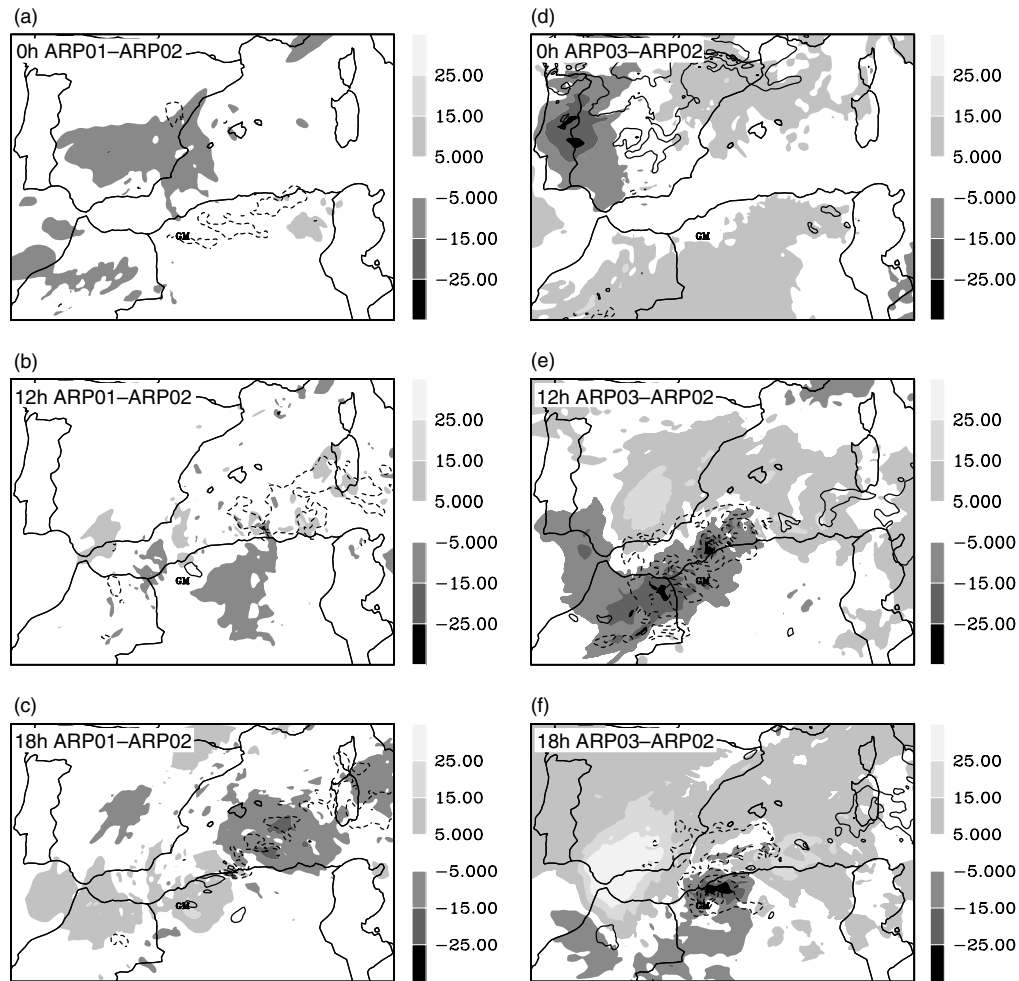 (a)
0h ARP01–ARP02
25.00
15.00
5.000
−5.000
−15.00
−25.00
GM
(d)
0h ARP03–ARP02
25.00
15.00
5.000
−5.000
−15.00
−25.00
GM
(b)
12h ARP01–ARP02
25.00
15.00
5.000
−5.000
−15.00
−25.00
GM
(e)
12h ARP03–ARP02
25.00
15.00
5.000
−5.000
−15.00
−25.00
GM
(c)
18h ARP01–ARP02
25.00
15.00
5.000
−5.000
−15.00
−25.00
GM
(f)
18h ARP03–ARP02
25.00
15.00
5.000
−5.000
−15.00
−25.00
GM